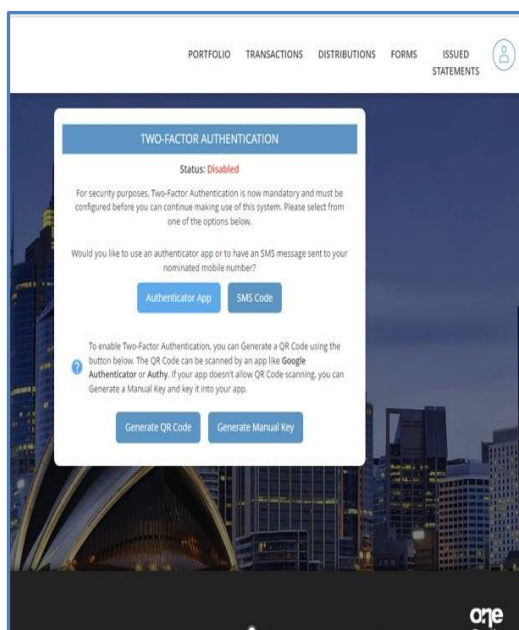 PORTFOLIO TRANSACTIONS DISTRIBUTIONS FORMS ISSUED
STATEMENTS
TWO-FACTOR AUTHENTICATION
Status: Disabled
For security purposes, Two-Factor Authentication is now mandatory and must be
configured before you can continue making use of this system. Please select from
one of the options below.
Would you like to use an authenticator app or to have an SMS message sent to your
nominated mobile number?
Authenticator App SMS Code
To enable Two-Factor Authentication, you can Generate a QR Code using the
button below. The QR Code can be scanned by an app like Google
Authenticator or Authy. If your app doesn't allow QR Code scanning, you can
Generate a Manual Key and key it into your app.
Generate QR Code Generate Manual Key
one